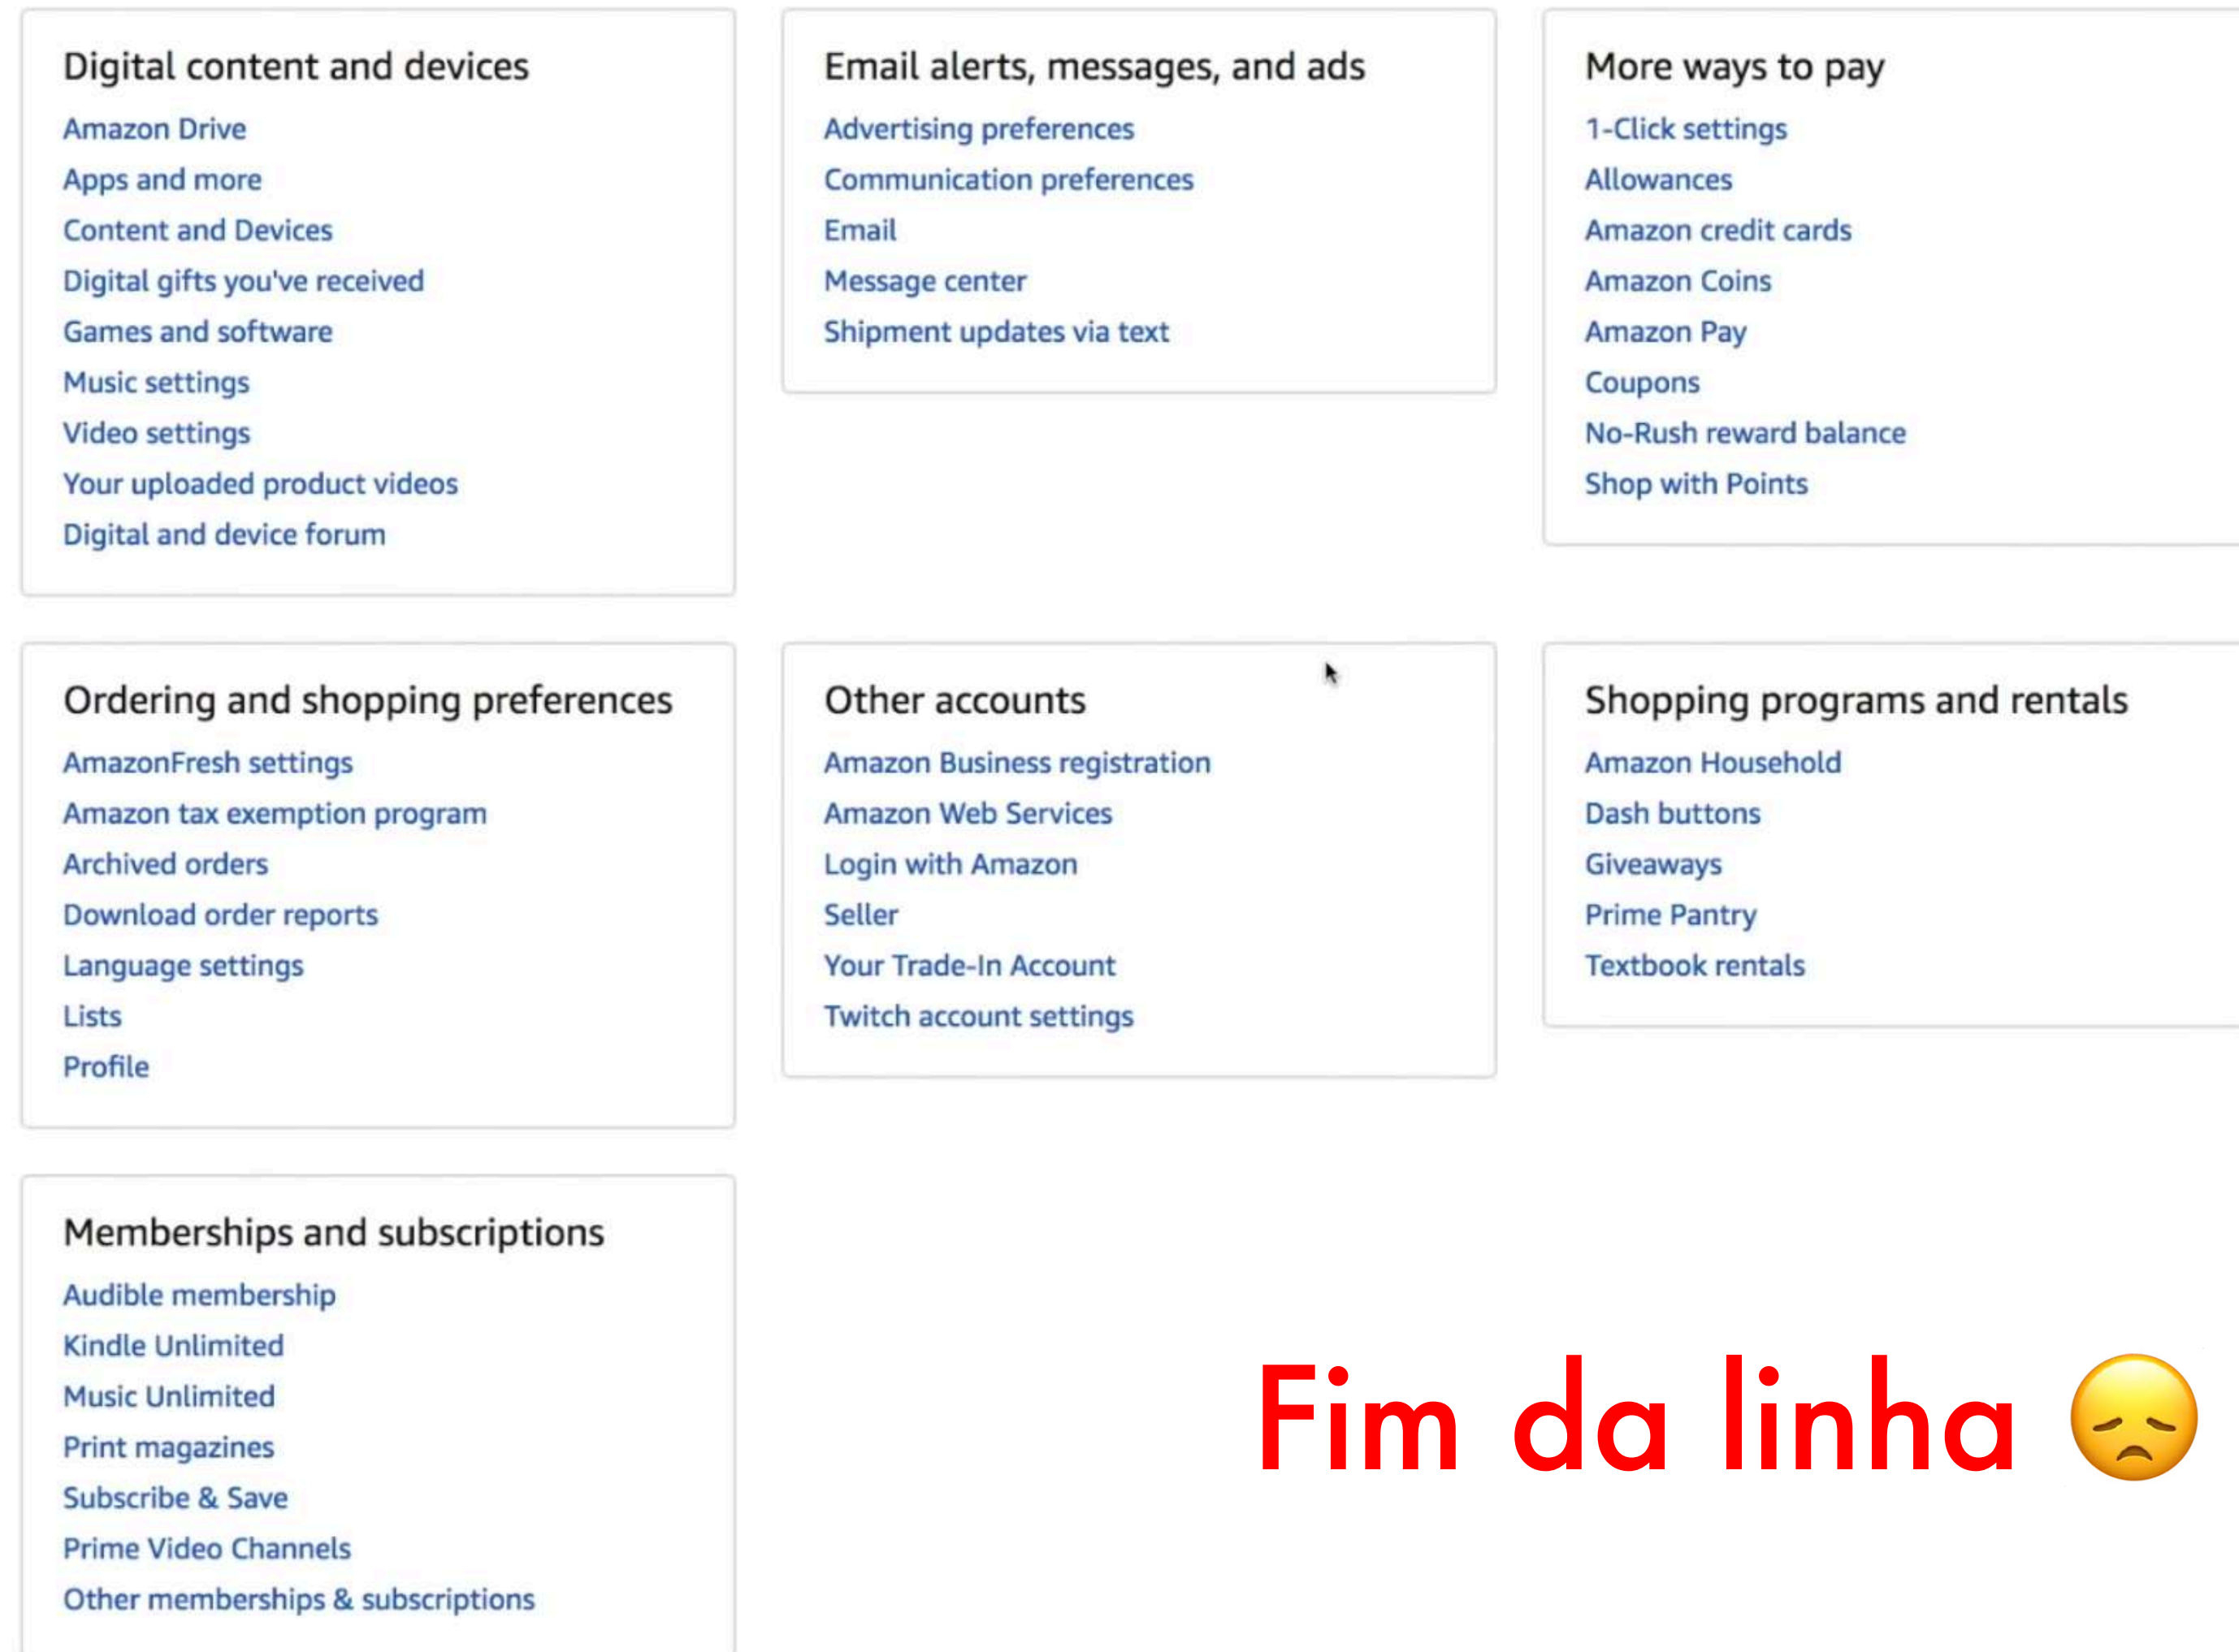 Digital content and devices
Amazon Drive
Apps and more
Content and Devices
Digital gifts you've received
Games and software
Music settings
Video settings
Your uploaded product videos
Digital and device forum
Email alerts, messages, and ads
Advertising preferences
Communication preferences
Email
Message center
Shipment updates via text
More ways to pay
1-Click settings
Allowances
Amazon credit cards
Amazon Coins
Amazon Pay
Coupons
No-Rush reward balance
Shop with Points
Ordering and shopping preferences
AmazonFresh settings
Amazon tax exemption program
Archived orders
Download order reports
Language settings
Lists
Profile
Other accounts
Amazon Business registration
Amazon Web Services
Login with Amazon
Seller
Your Trade-In Account
Twitch account settings
Shopping programs and rentals
Amazon Household
Dash buttons
Giveaways
Prime Pantry
Textbook rentals
Memberships and subscriptions
Audible membership
Kindle Unlimited
Music Unlimited
Print magazines
Subscribe & Save
Prime Video Channels
Other memberships & subscriptions
Fim da linha 😞